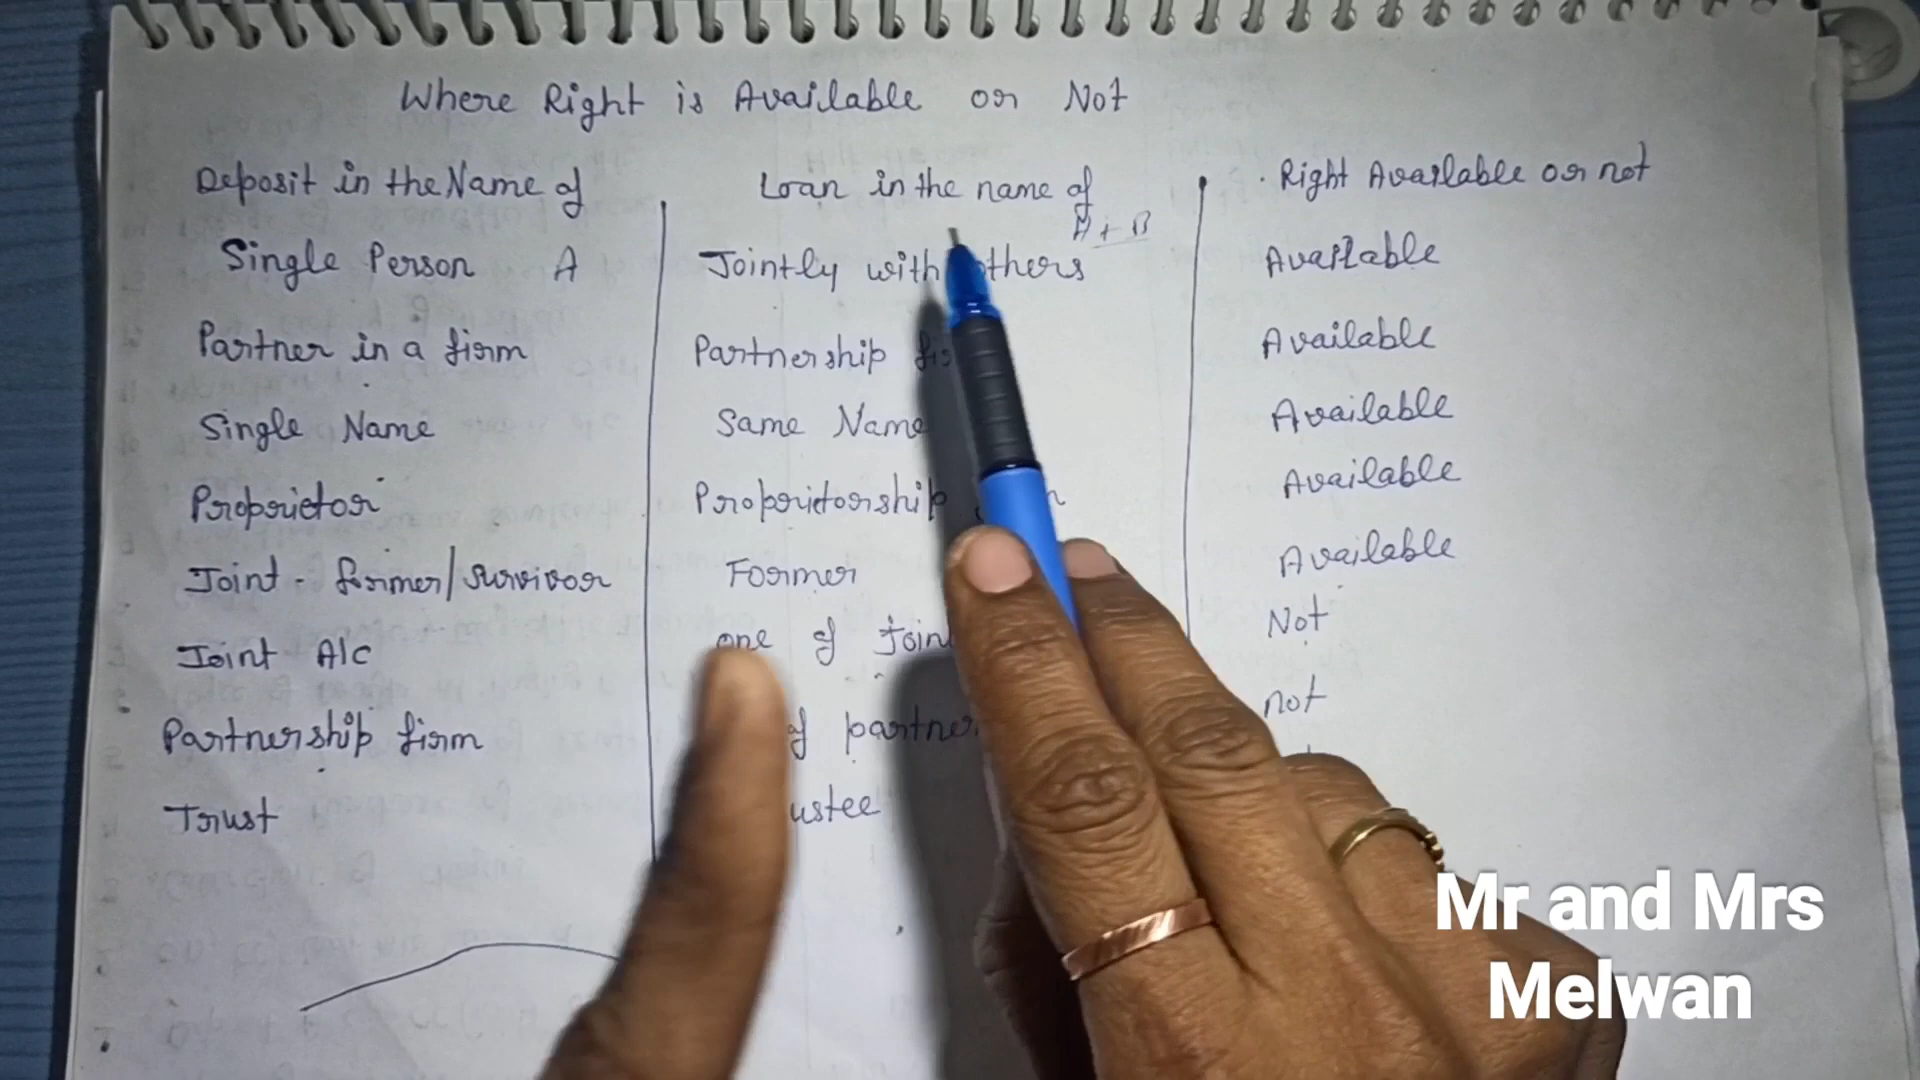 Where Right is Available or Not
Deposit in the Name of Loan in the name of Right Available or not
A + B
Single Person A Jointly with others Available
Partner in a firm Partnership Available
Single Name Same Name Available
Proprietor Proprietorship Available
Joint - former/survivor Former Available
Joint A/C one of Joint Not
Partnership firm of partner not
Trust
Mr and Mrs
Melwan